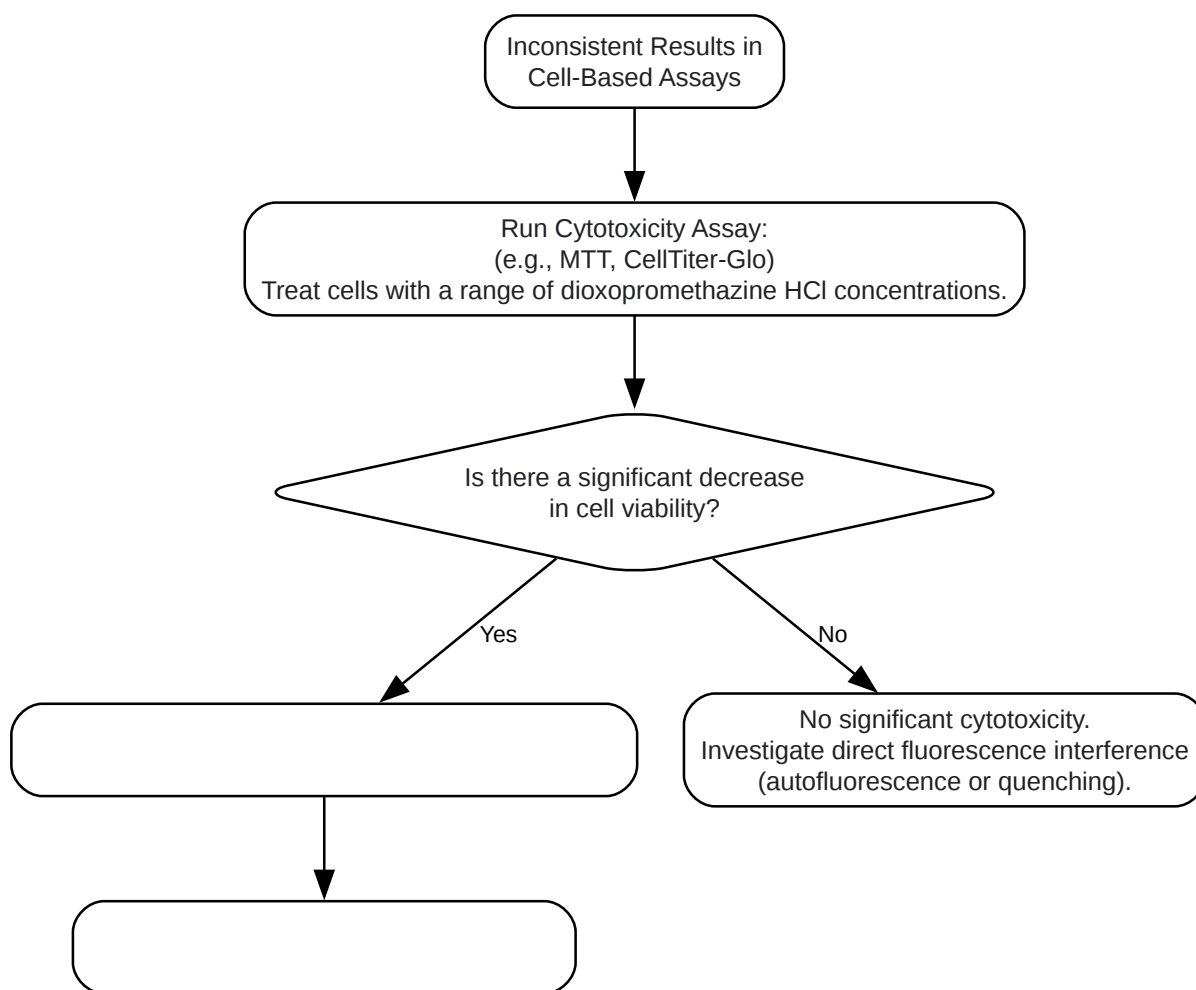 Inconsistent Results in
Cell-Based Assays
Run Cytotoxicity Assay:
(e.g., MTT, CellTiter-Glo)
Treat cells with a range of dioxopromethazine HCl concentrations.
Is there a significant decrease
in cell viability?
Yes
No
No significant cytotoxicity.
Investigate direct fluorescence interference
(autofluorescence or quenching).